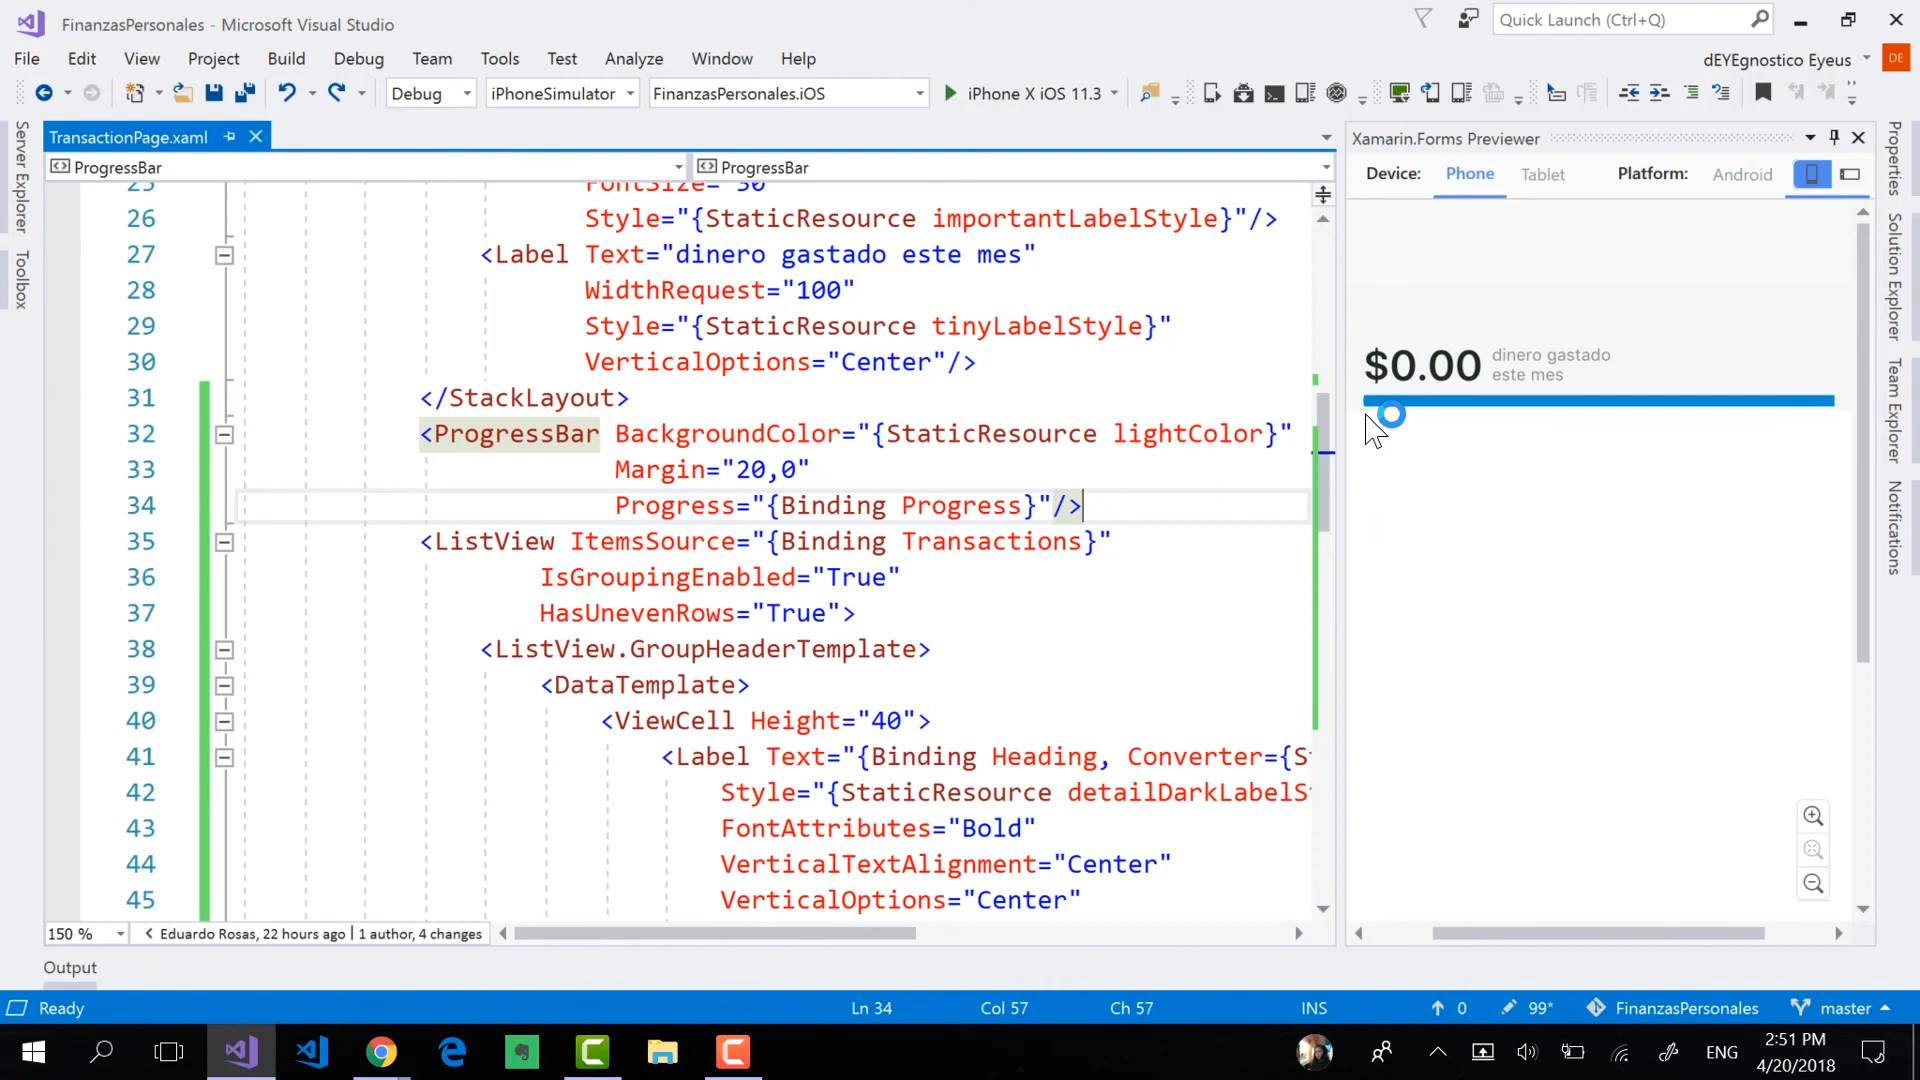 FinanzasPersonales - Microsoft Visual Studio
Quick Launch (Ctrl+Q)
File Edit View Project Build Debug Team Tools Test Analyze Window Help
dEYEgnostico Eyeus DE
Debug iPhoneSimulator FinanzasPersonales.iOS iPhone X iOS 11.3
Server Explorer
Toolbox
TransactionPage.xaml
ProgressBar ProgressBar
25 FontSize="30"
26 Style="{StaticResource importantLabelStyle}"/>
27 <Label Text="dinero gastado este mes"
28 WidthRequest="100"
29 Style="{StaticResource tinyLabelStyle}"
30 VerticalOptions="Center"/>
31 </StackLayout>
32 <ProgressBar BackgroundColor="{StaticResource lightColor}"
33 Margin="20,0"
34 Progress="{Binding Progress}"/>
35 <ListView ItemsSource="{Binding Transactions}"
36 IsGroupingEnabled="True"
37 HasUnevenRows="True">
38 <ListView.GroupHeaderTemplate>
39 <DataTemplate>
40 <ViewCell Height="40">
41 <Label Text="{Binding Heading, Converter={S
42 Style="{StaticResource detailDarkLabelS
43 FontAttributes="Bold"
44 VerticalTextAlignment="Center"
45 VerticalOptions="Center"
150 % Eduardo Rosas, 22 hours ago | 1 author, 4 changes
Xamarin.Forms Previewer
Device: Phone Tablet Platform: Android
$0.00
dinero gastado
este mes
Properties
Solution Explorer
Team Explorer
Notifications
Output
Ready Ln 34 Col 57 Ch 57 INS 0 99* FinanzasPersonales master
ENG
2:51 PM
4/20/2018